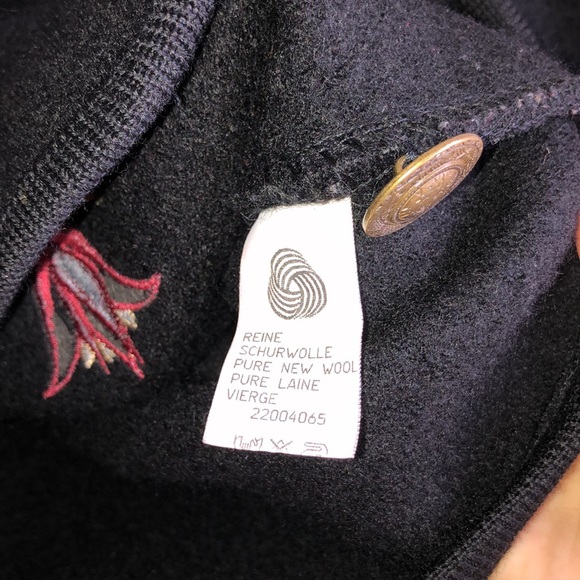 REINE
SCHURWOLLE
PURE NEW WOOL
PURE LAINE
VIERGE
22004065